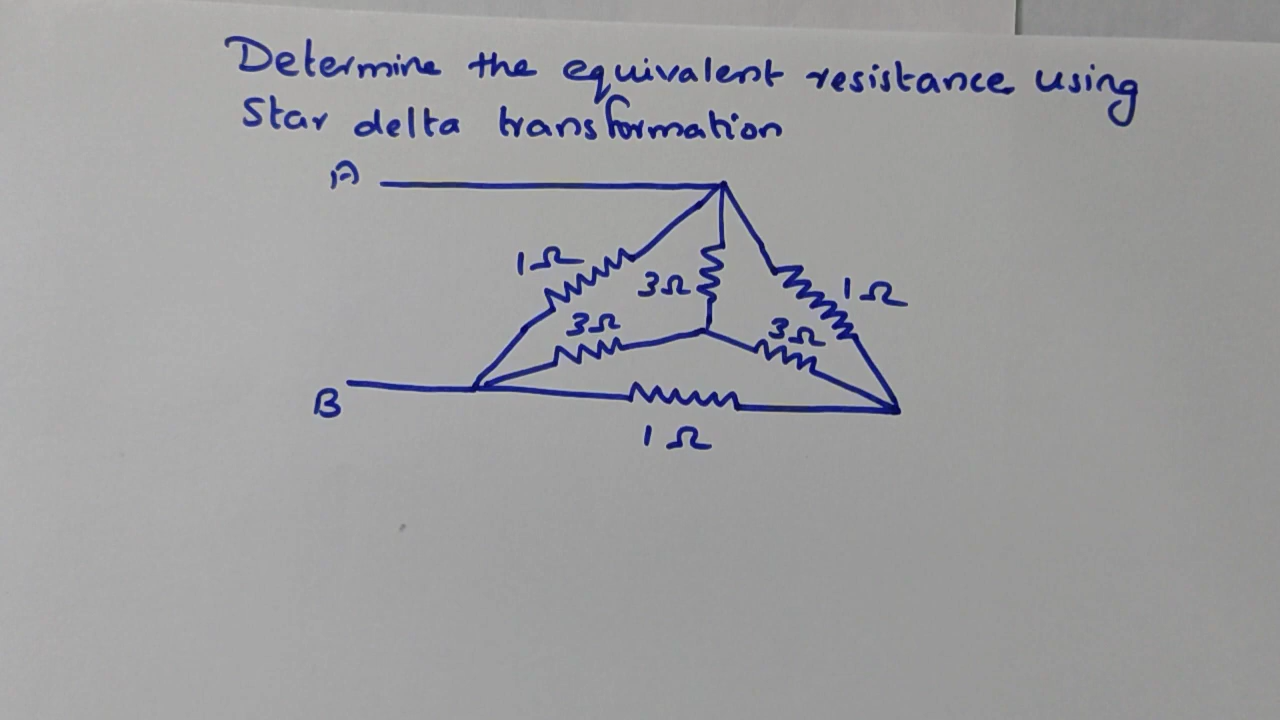 Determine the equivalent resistance using
Star delta transformation
A
1Ω
3Ω
1Ω
3Ω
3Ω
B
1Ω